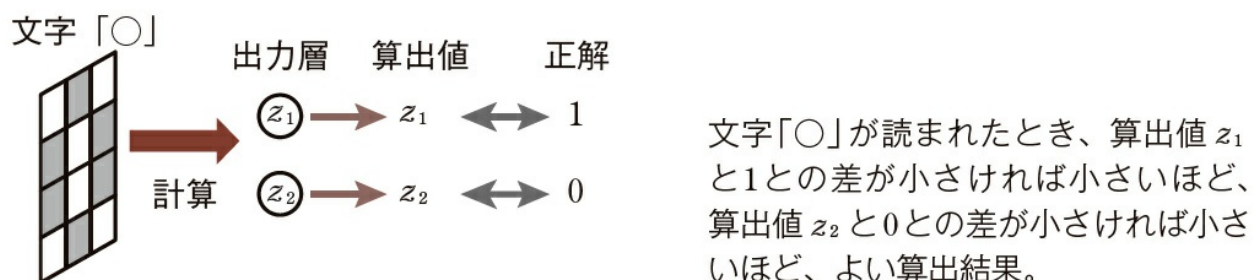 文字「○」
出力層 算出値 正解
z₁ z₁ 1
計算 z₂ z₂ 0
文字「○」が読まれたとき、算出値 z₁
と1との差が小さければ小さいほど、
算出値 z₂ と0との差が小さければ小さ
いほど、よい算出結果。